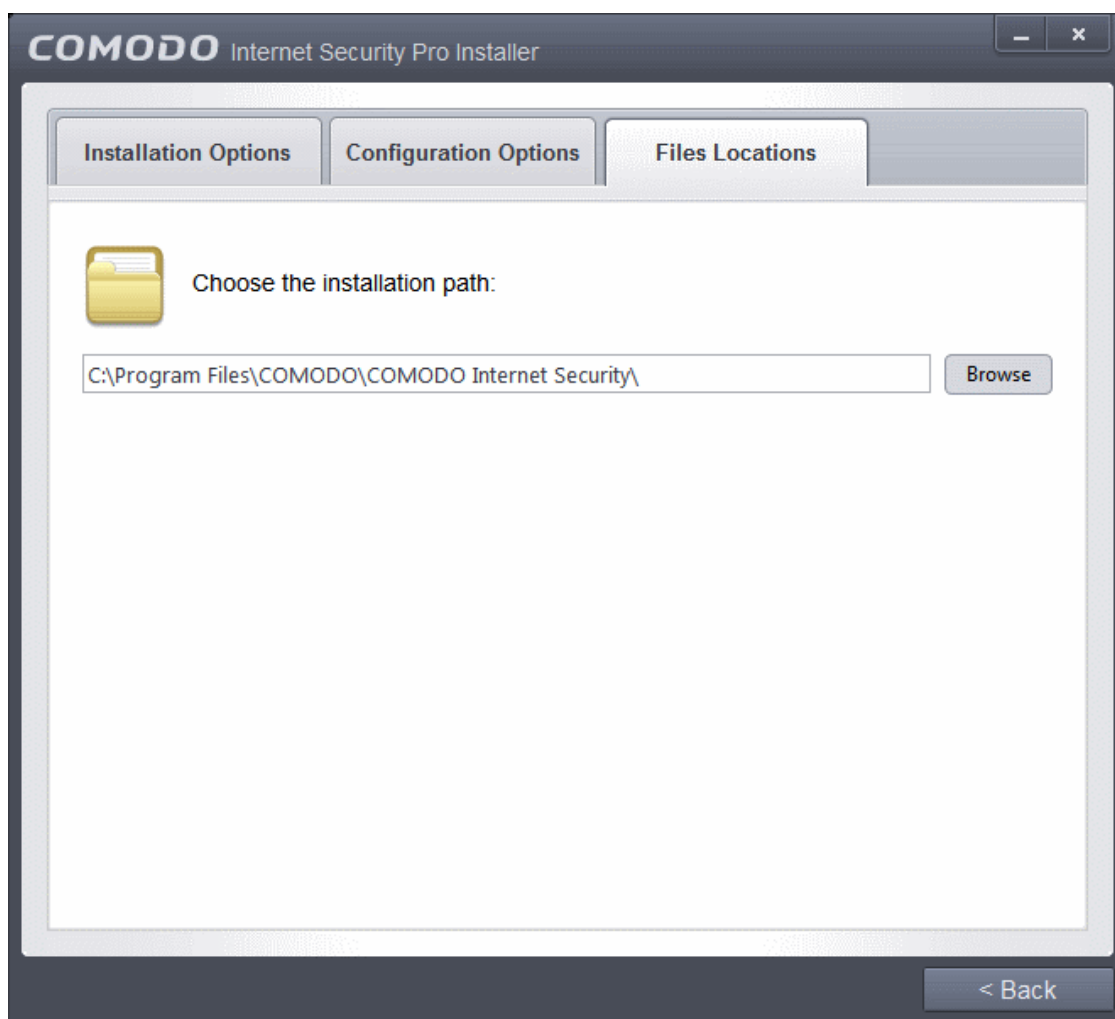 COMODO Internet Security Pro Installer
Installation Options Configuration Options Files Locations
Choose the installation path:
C:\Program Files\COMODO\COMODO Internet Security\ Browse
< Back